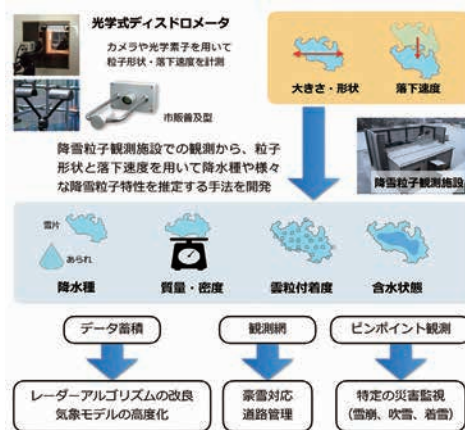 光学式ディスドロメータ
カメラや光学素子を用いて
粒子形状・落下速度を計測
市販普及型
大きさ・形状
落下速度
降雪粒子観測施設での観測から、粒子
形状と落下速度を用いて降水種や様々
な降雪粒子特性を推定する手法を開発
降雪粒子観測施設
雪片
あられ
降水種
質量・密度
雲粒付着度
含水状態
データ蓄積
観測網
ピンポイント観測
レーダーアルゴリズムの改良
気象モデルの高度化
豪雪対応
道路管理
特定の災害監視
(雪崩、吹雪、着雪)